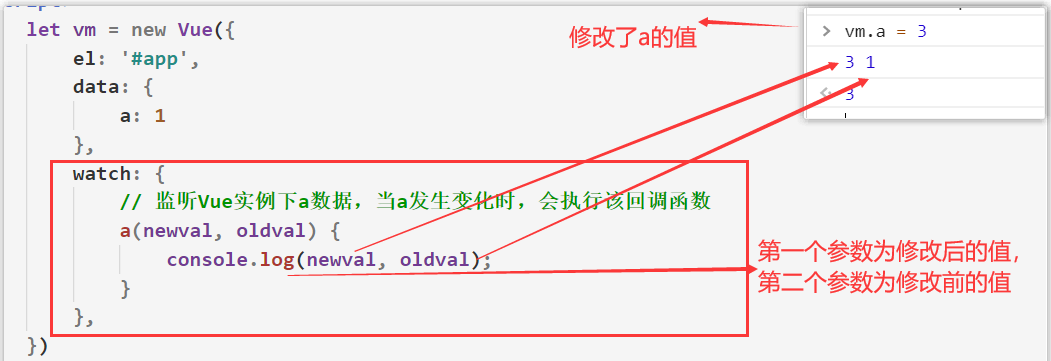 let vm = new Vue({
el: '#app',
data: {
a: 1
},
watch: {
// 监听Vue实例下a数据，当a发生变化时，会执行该回调函数
a(newval, oldval) {
console.log(newval, oldval);
}
},
})
修改了a的值
> vm.a = 3
3 1
3
第一个参数为修改后的值，
第二个参数为修改前的值